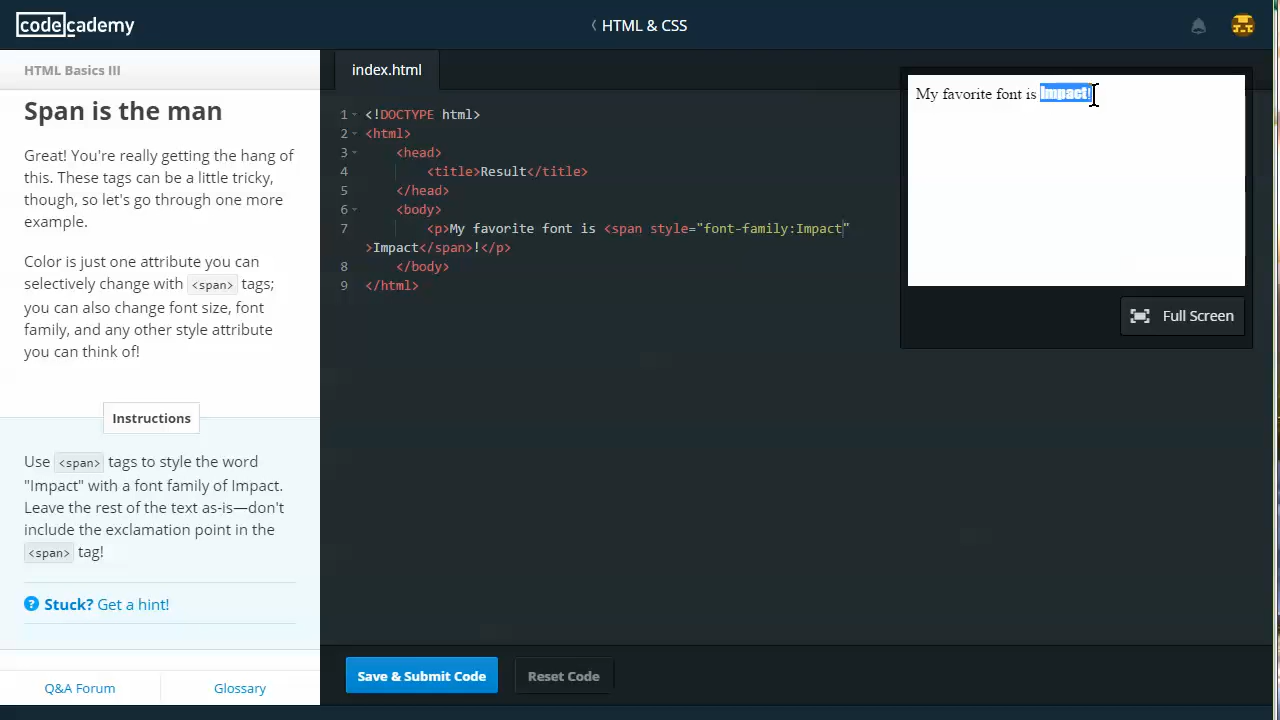 codecademy
HTML & CSS
HTML Basics III
Span is the man
Great! You're really getting the hang of
this. These tags can be a little tricky,
though, so let's go through one more
example.
Color is just one attribute you can
selectively change with <span> tags;
you can also change font size, font
family, and any other style attribute
you can think of!
Instructions
Use <span> tags to style the word
"Impact" with a font family of Impact.
Leave the rest of the text as-is—don't
include the exclamation point in the
<span> tag!
? Stuck? Get a hint!
Q&A Forum
Glossary
index.html
1 <!DOCTYPE html>
2 <html>
3 <head>
4 <title>Result</title>
5 </head>
6 <body>
7 <p>My favorite font is <span style="font-family:Impact"
>Impact</span>!</p>
8 </body>
9 </html>
My favorite font is Impact!
Full Screen
Save & Submit Code
Reset Code